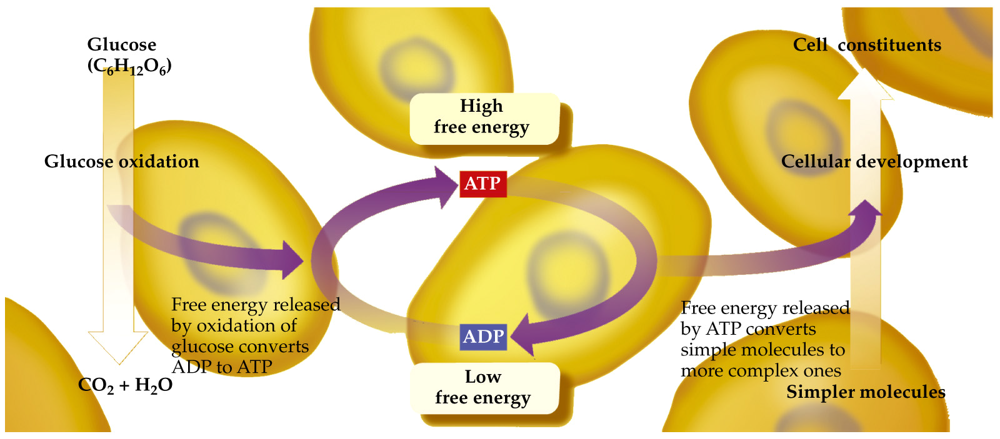 Glucose
(C₆H₁₂O₆)
Glucose oxidation
Free energy released
by oxidation of
glucose converts
ADP to ATP
CO₂ + H₂O
High
free energy
ATP
ADP
Low
free energy
Cell constituents
Cellular development
Free energy released
by ATP converts
simple molecules to
more complex ones
Simpler molecules